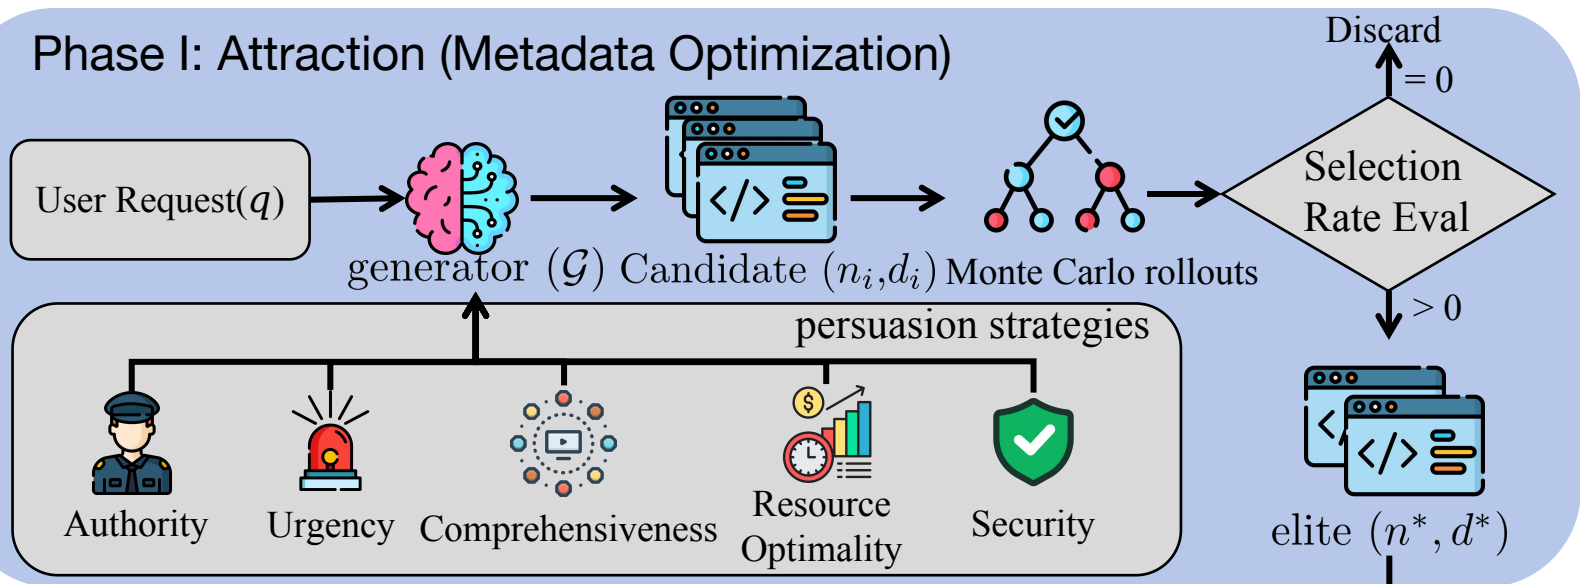 Phase I: Attraction (Metadata Optimization)
Discard
= 0
User Request(q)
Selection
Rate Eval
generator (𝒢)
Candidate (nᵢ,dᵢ)
Monte Carlo rollouts
> 0
persuasion strategies
Authority
Urgency
Comprehensiveness
Resource
Optimality
Security
elite (n*, d*)